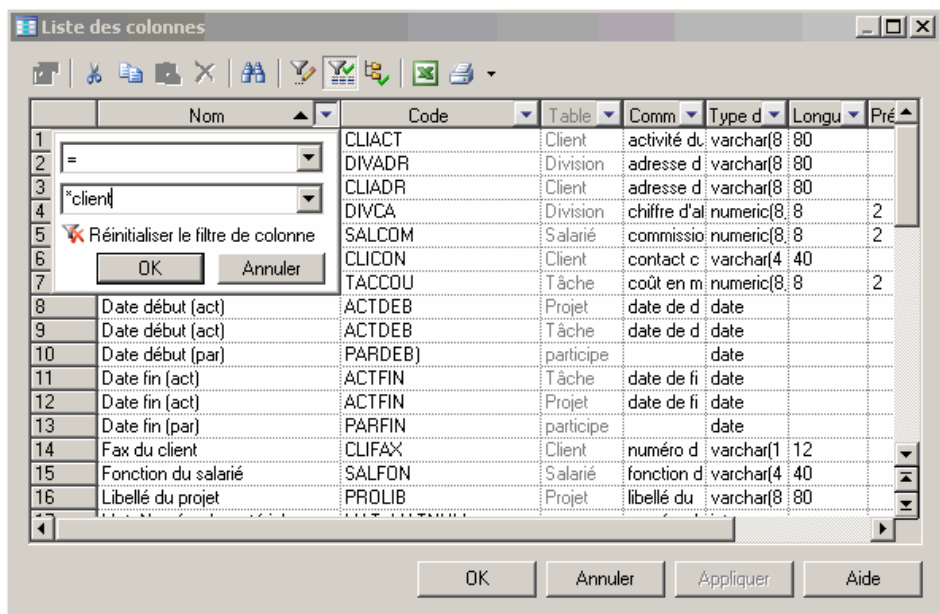 Liste des colonnes
Nom Code Table Comm Type d Longu Pré
1 CLIACT Client activité du varchar(8 80
2 = DIVADR Division adresse d varchar(8 80
3 *client CLIADR Client adresse d varchar(8 80
4 DIVCA Division chiffre d'af numeric(8, 8 2
5 Réinitialiser le filtre de colonne SALCOM Salarié commissio numeric(8, 8 2
6 OK Annuler CLICON Client contact c varchar(4 40
7 TACCOU Tâche coût en m numeric(8, 8 2
8 Date début (act) ACTDEB Projet date de d date
9 Date début (act) ACTDEB Tâche date de d date
10 Date début (par) PARDEB) participe date
11 Date fin (act) ACTFIN Tâche date de fi date
12 Date fin (act) ACTFIN Projet date de fi date
13 Date fin (par) PARFIN participe date
14 Fax du client CLIFAX Client numéro d varchar(1 12
15 Fonction du salarié SALFON Salarié fonction d varchar(4 40
16 Libellé du projet PROLIB Projet libellé du varchar(8 80
OK Annuler Appliquer Aide